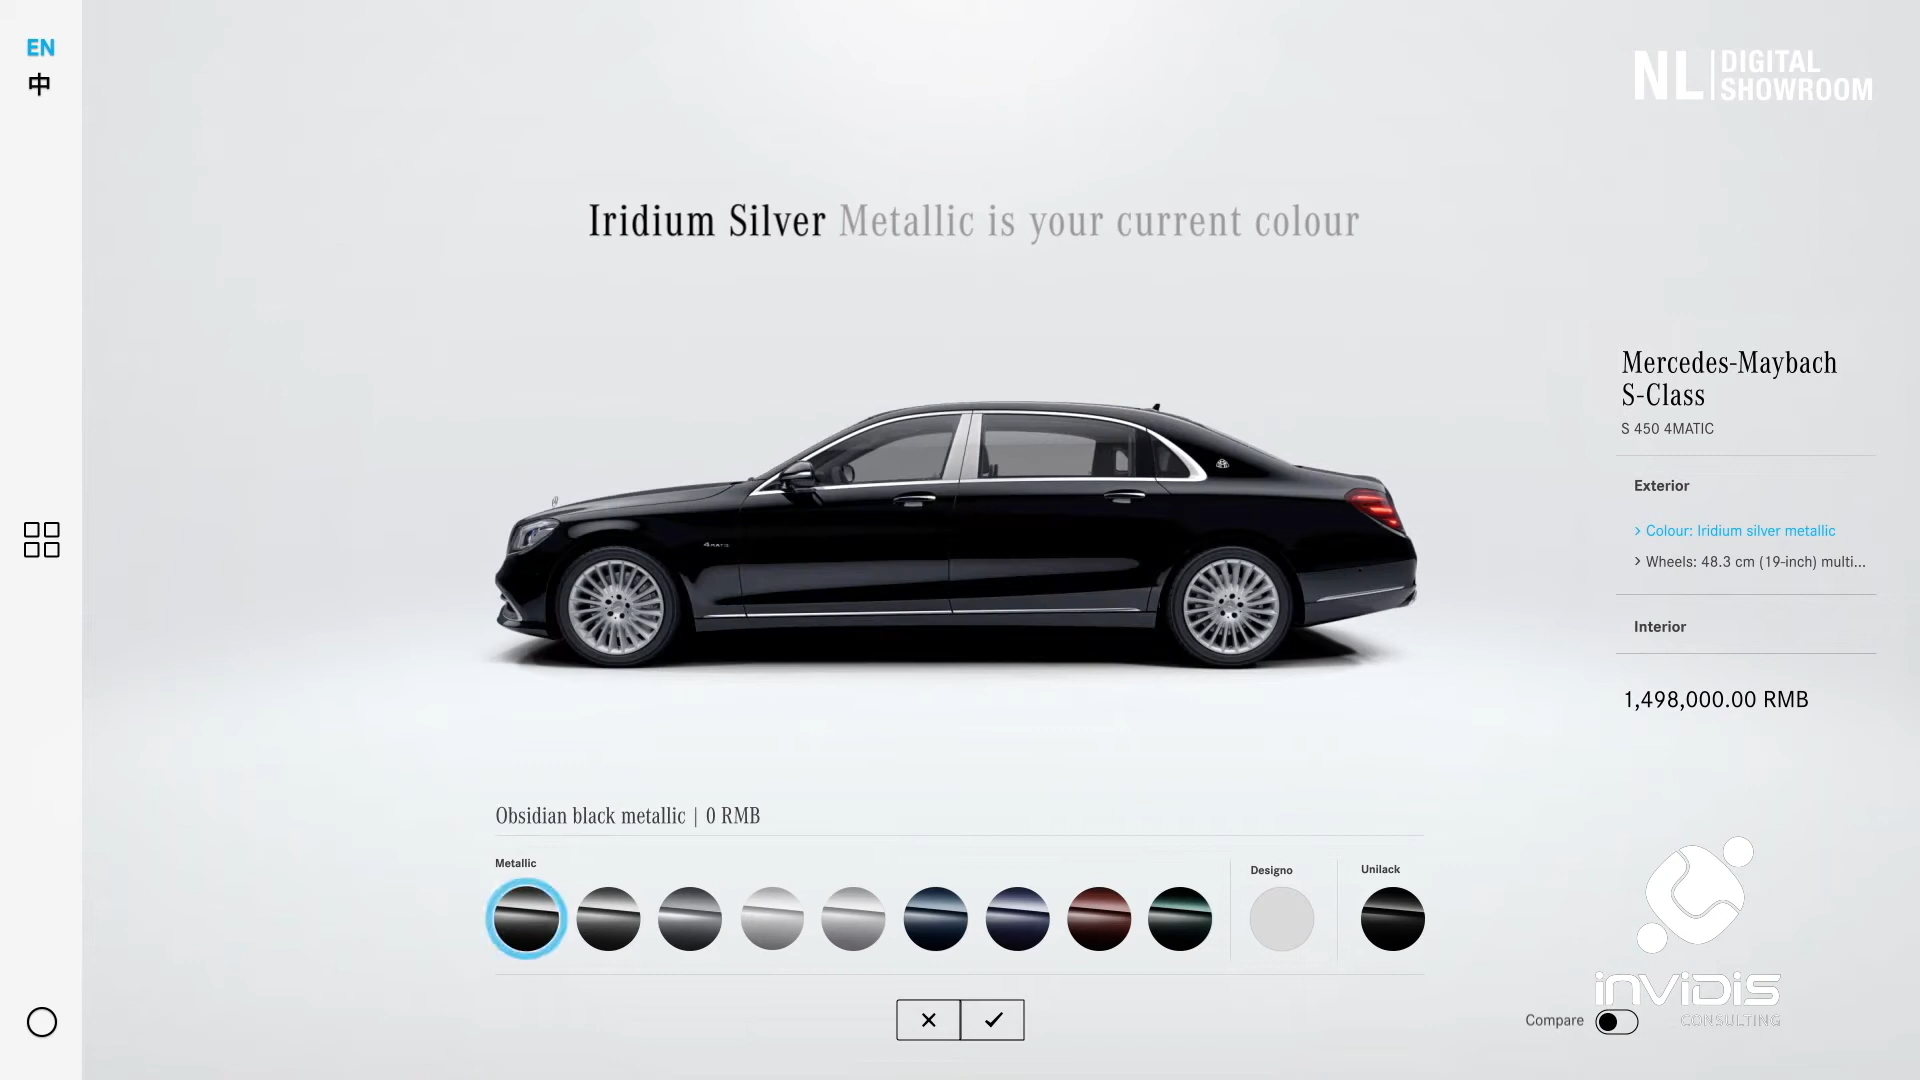 EN
中
NL | DIGITAL
SHOWROOM
Iridium Silver Metallic is your current colour
Mercedes-Maybach
S-Class
S 450 4MATIC
Exterior
> Colour: Iridium silver metallic
> Wheels: 48.3 cm (19-inch) multi...
Interior
1,498,000.00 RMB
4MATIC
Obsidian black metallic | 0 RMB
Metallic
Designo
Unilack
Compare
iNViDiS
CONSULTING